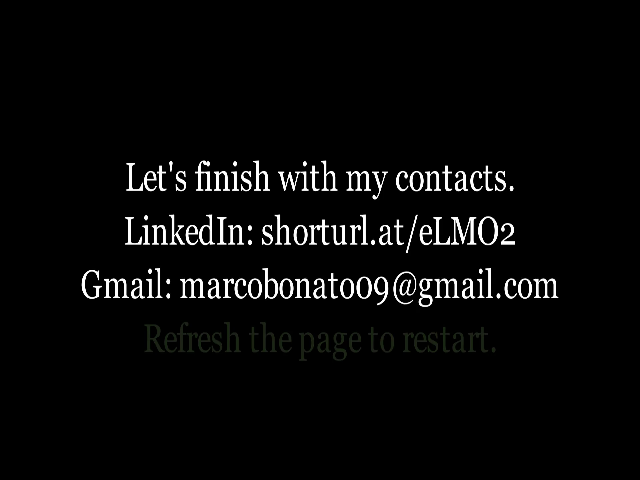 Let's finish with my contacts.
LinkedIn: shorturl.at/eLMO2
Gmail: marcobonato09@gmail.com
Refresh the page to restart.